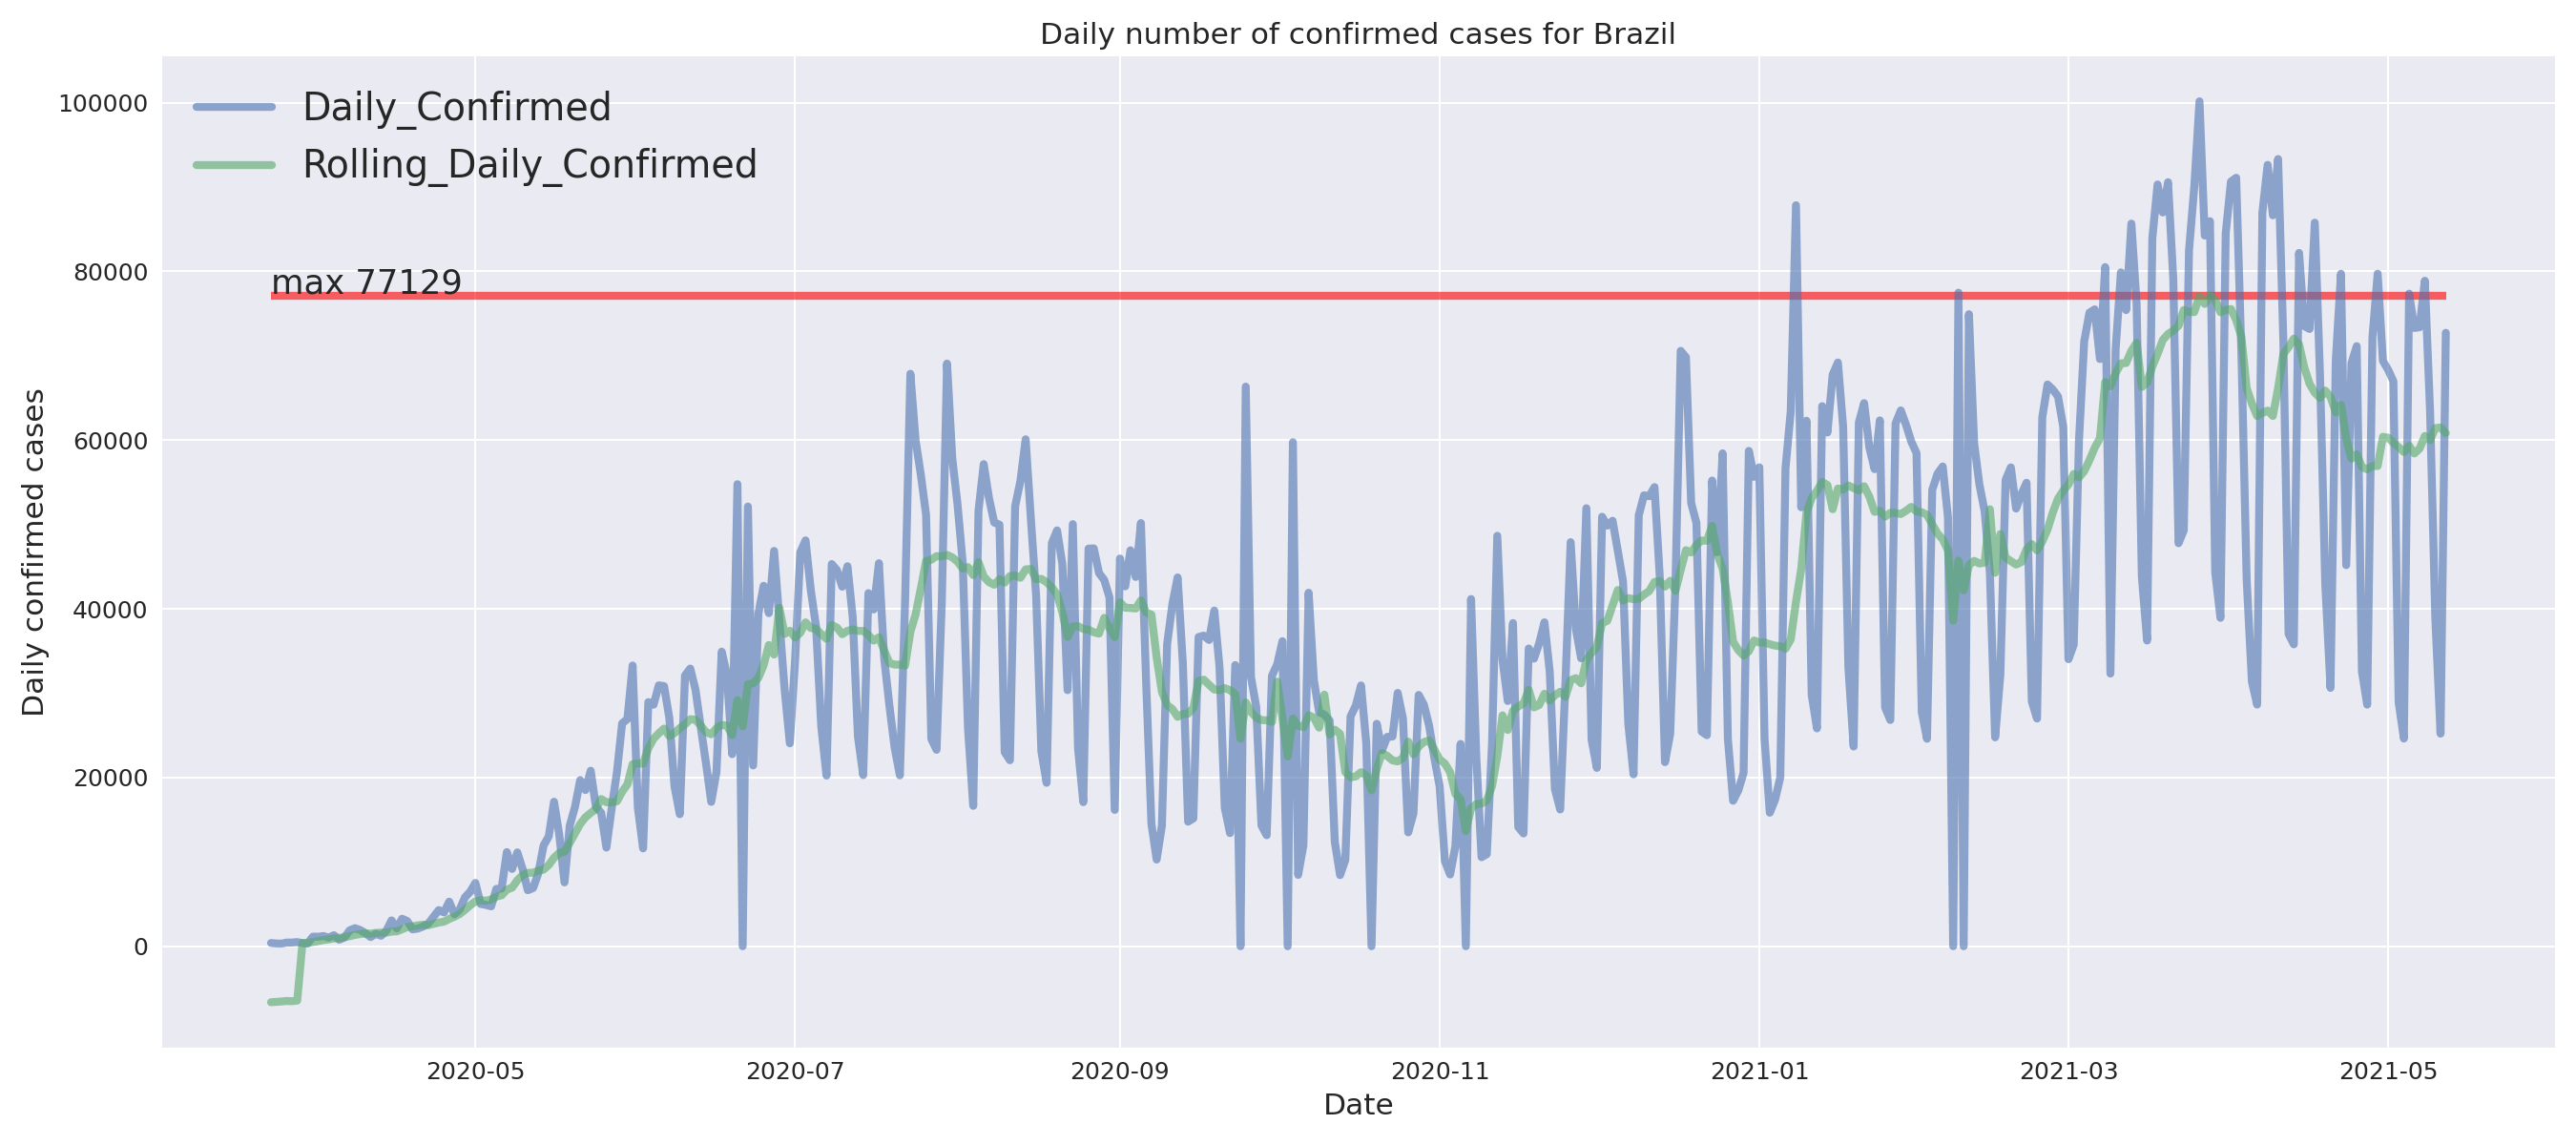 Daily number of confirmed cases for Brazil
Daily_Confirmed
Rolling_Daily_Confirmed
max 77129
Daily confirmed cases
100000
80000
60000
40000
20000
0
2020-05 2020-07 2020-09 2020-11 2021-01 2021-03 2021-05
Date